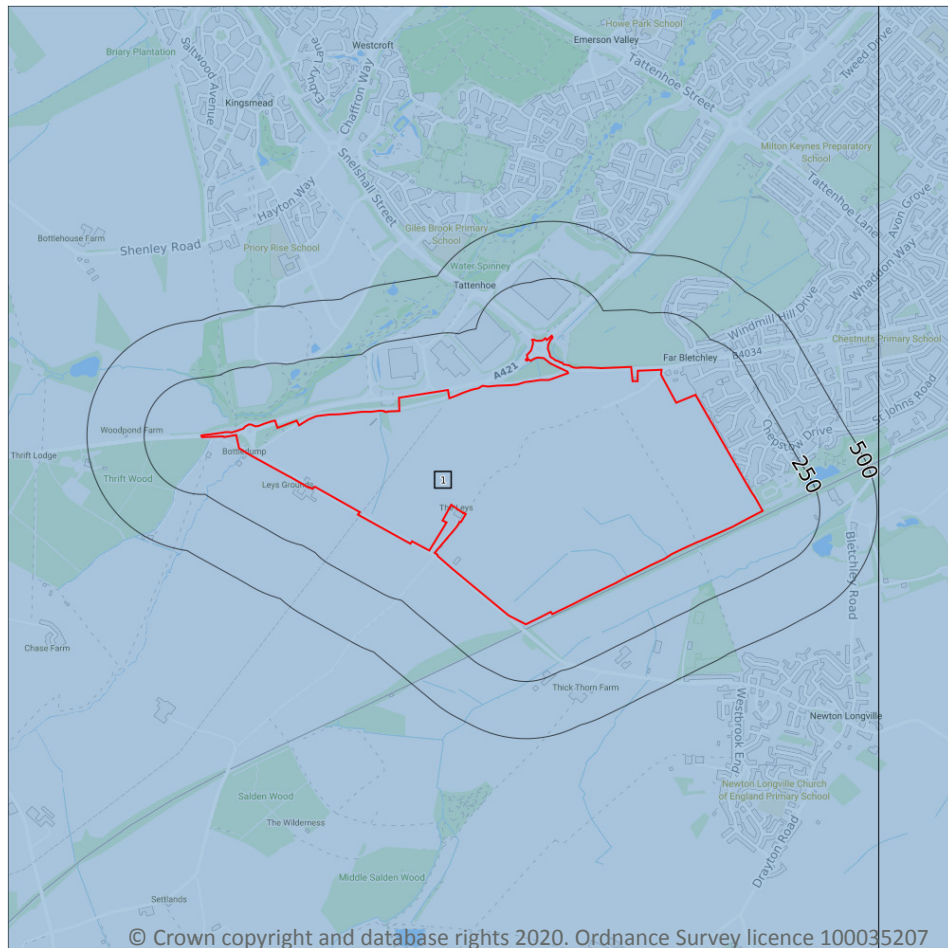 Howe Park School
Emerson Valley
Briary Plantation
Westcroft
Saltwood Avenue
Exbury Lane
Chaffron Way
Tattenhoe Street
Tweed Drive
Kingsmead
Snelshall Street
Milton Keynes Preparatory
School
Hayton Way
Tattenhoe Lane
Avon Grove
Giles Brook Primary
School
Bottlehouse Farm
Shenley Road
Priory Rise School
Water Spinney
Tattenhoe
Whaddon Way
Windmill Hill Drive
Chestnuts Primary School
B4034
Far Bletchley
A421
St Johns Road
Chepstow Drive
Woodpond Farm
Thrift Lodge
Bottledump
Thrift Wood
Leys Grounds
1
The Leys
250
500
Bletchley Road
Chase Farm
Thick Thorn Farm
Westbrook End
Newton Longville
Newton Longville Church
of England Primary School
Salden Wood
The Wilderness
Drayton Road
Middle Salden Wood
Settlands
© Crown copyright and database rights 2020. Ordnance Survey licence 100035207